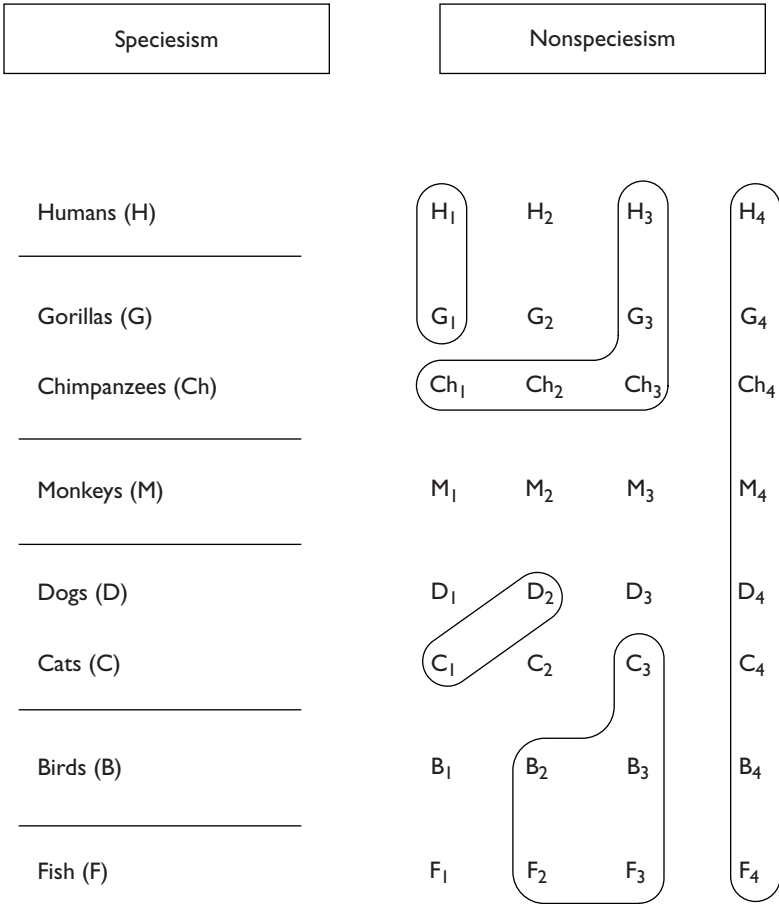 Speciesism Nonspeciesism
Humans (H) H₁ H₂ H₃ H₄
Gorillas (G) G₁ G₂ G₃ G₄
Chimpanzees (Ch) Ch₁ Ch₂ Ch₃ Ch₄
Monkeys (M) M₁ M₂ M₃ M₄
Dogs (D) D₁ D₂ D₃ D₄
Cats (C) C₁ C₂ C₃ C₄
Birds (B) B₁ B₂ B₃ B₄
Fish (F) F₁ F₂ F₃ F₄